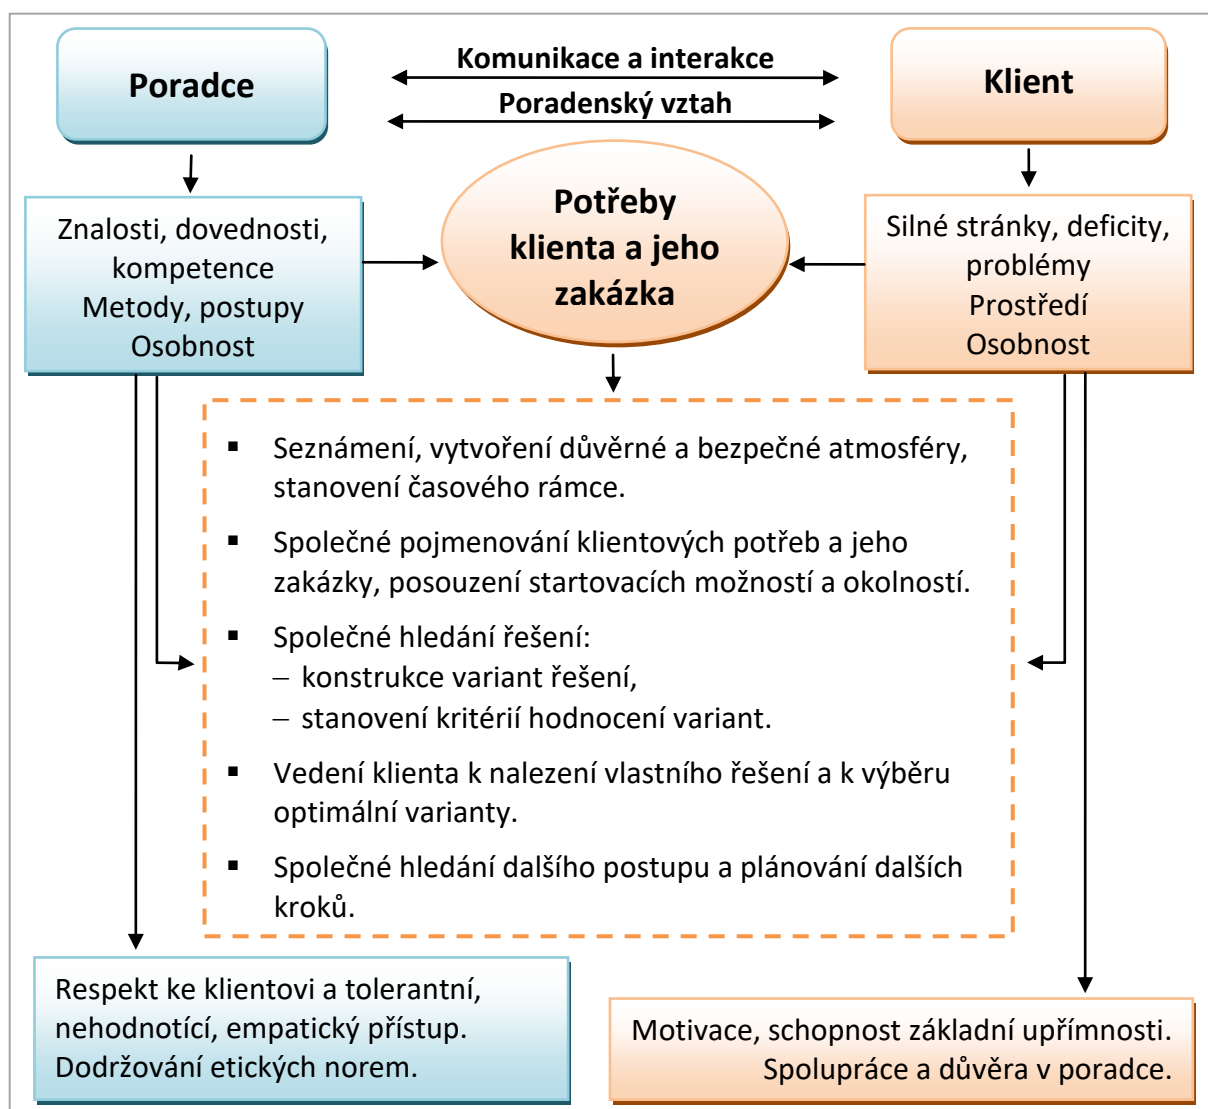 Poradce
Komunikace a interakce
Poradenský vztah
Klient
Znalosti, dovednosti,
kompetence
Metody, postupy
Osobnost
Potřeby
klienta a jeho
zakázka
Silné stránky, deficity,
problémy
Prostředí
Osobnost
▪ Seznámení, vytvoření důvěrné a bezpečné atmosféry,
stanovení časového rámce.
▪ Společné pojmenování klientových potřeb a jeho
zakázky, posouzení startovacích možností a okolností.
▪ Společné hledání řešení:
– konstrukce variant řešení,
– stanovení kritérií hodnocení variant.
▪ Vedení klienta k nalezení vlastního řešení a k výběru
optimální varianty.
▪ Společné hledání dalšího postupu a plánování dalších
kroků.
Respekt ke klientovi a tolerantní,
nehodnotící, empatický přístup.
Dodržování etických norem.
Motivace, schopnost základní upřímnosti.
Spolupráce a důvěra v poradce.